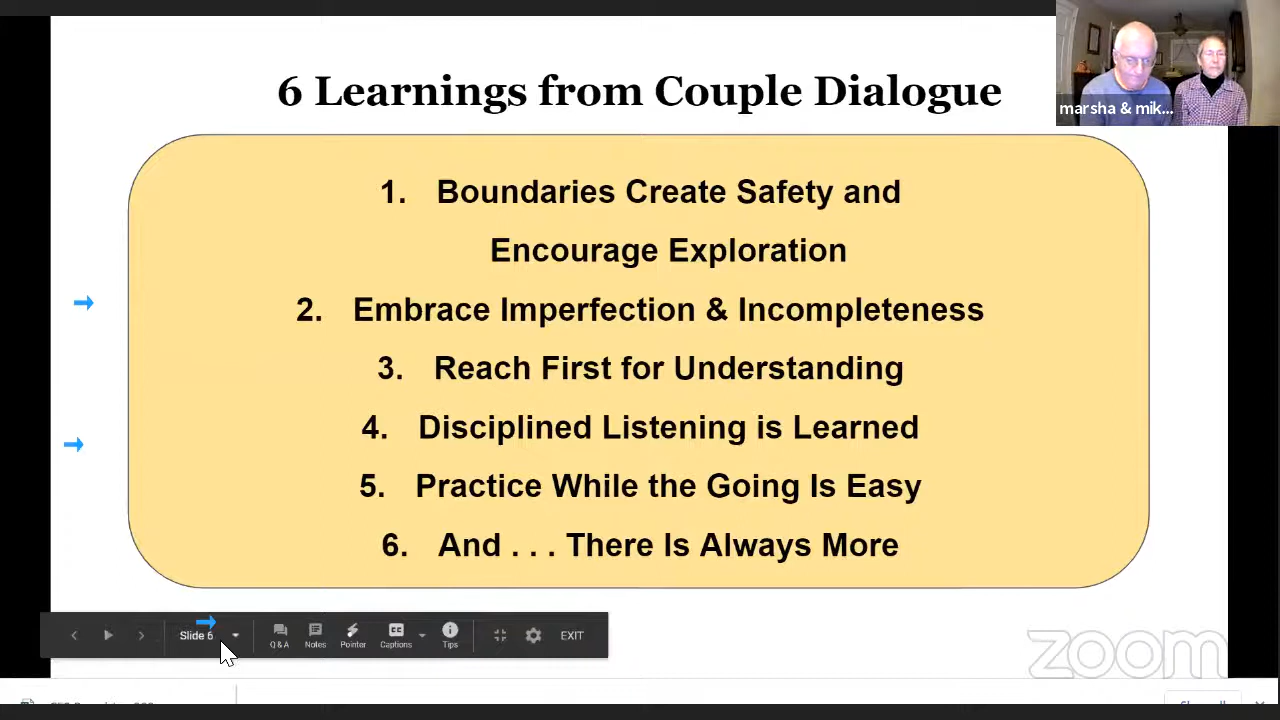 6 Learnings from Couple Dialogue
marsha & mik...
1. Boundaries Create Safety and
Encourage Exploration
2. Embrace Imperfection & Incompleteness
3. Reach First for Understanding
4. Disciplined Listening is Learned
5. Practice While the Going Is Easy
6. And . . . There Is Always More
Slide 6
Q & A
Notes
Pointer
Captions
Tips
EXIT
zoom